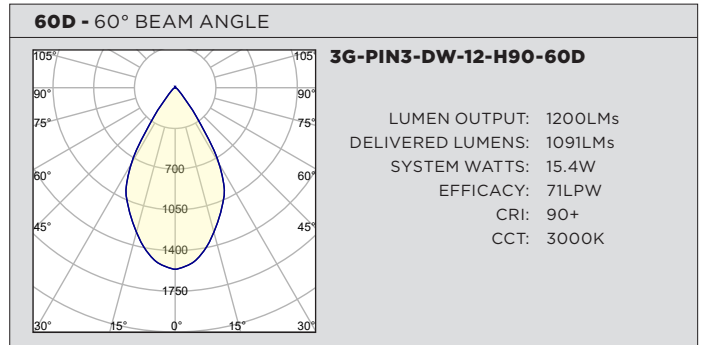 60D - 60° BEAM ANGLE
3G-PIN3-DW-12-H90-60D
LUMEN OUTPUT: 1200LMs
DELIVERED LUMENS: 1091LMs
SYSTEM WATTS: 15.4W
EFFICACY: 71LPW
CRI: 90+
CCT: 3000K
105° 105°
90° 90°
75° 75°
60° 60°
45° 45°
700
1050
1400
1750
30° 15° 0° 15° 30°